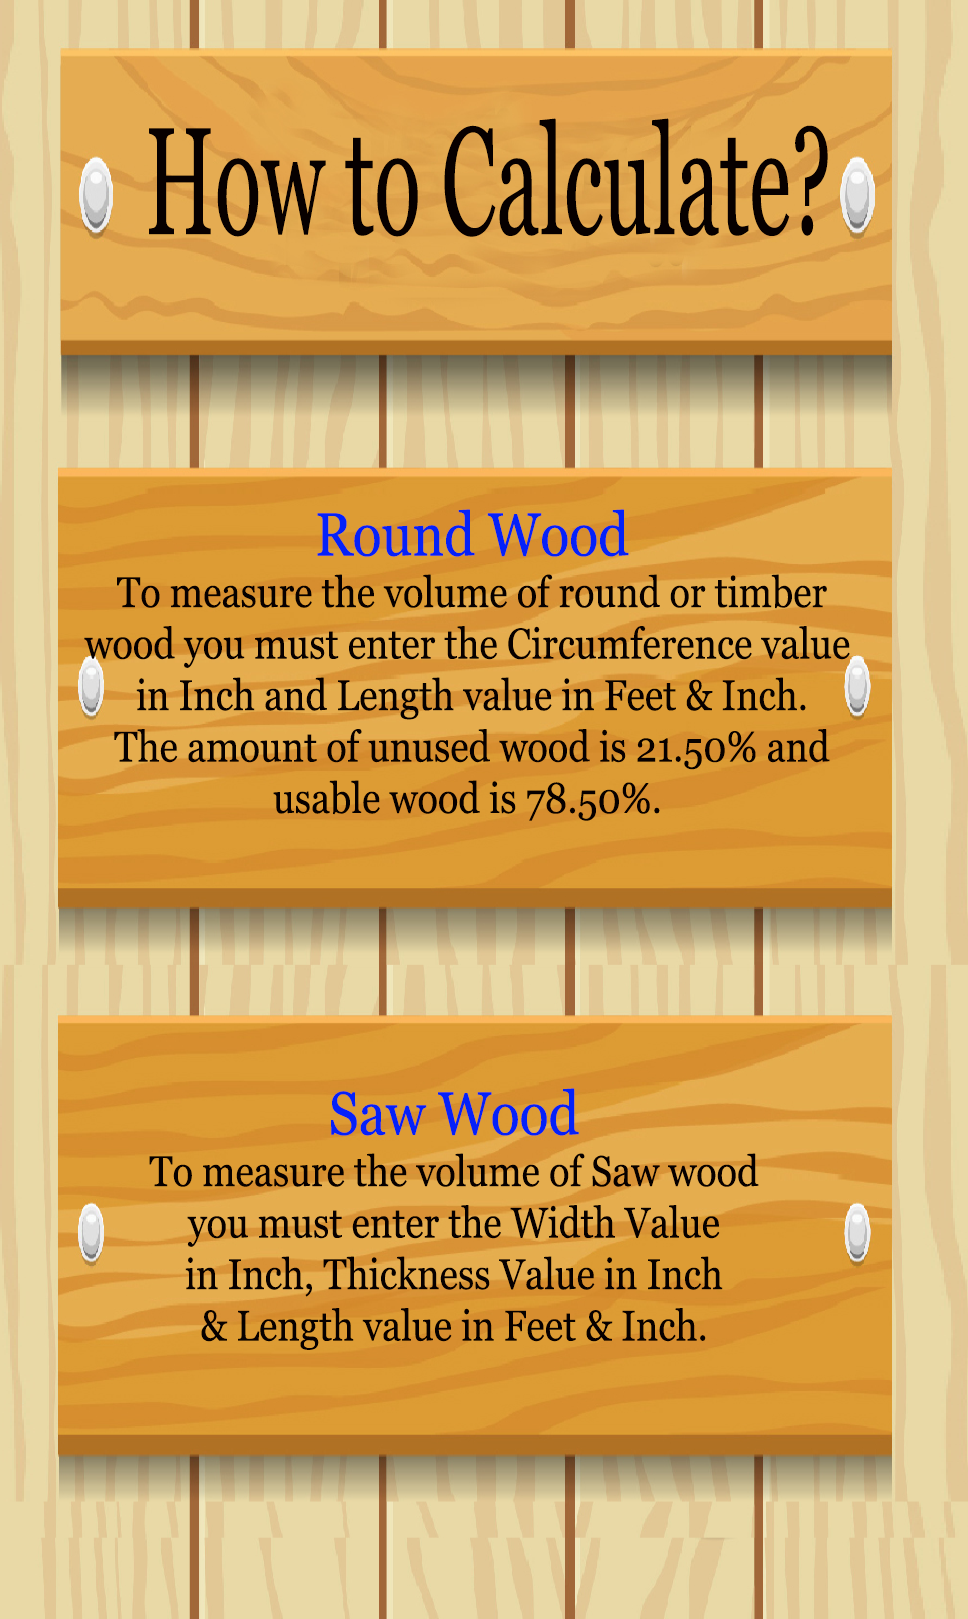 How to Calculate?
Round Wood
To measure the volume of round or timber
wood you must enter the Circumference value
in Inch and Length value in Feet & Inch.
The amount of unused wood is 21.50% and
usable wood is 78.50%.
Saw Wood
To measure the volume of Saw wood
you must enter the Width Value
in Inch, Thickness Value in Inch
& Length value in Feet & Inch.